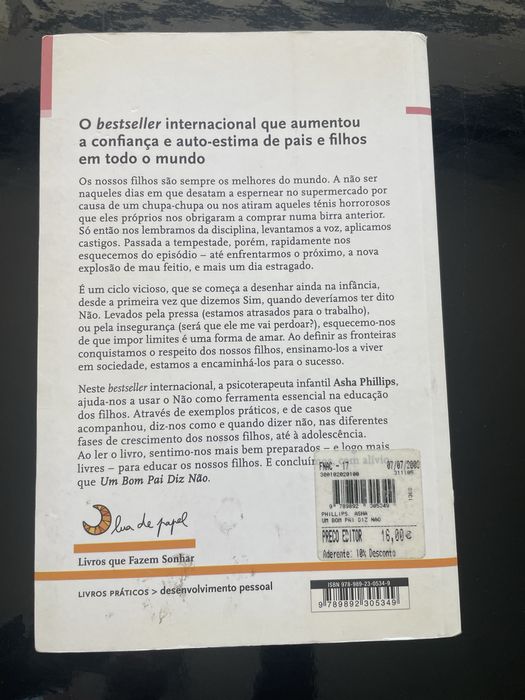 O bestseller internacional que aumentou
a confiança e auto-estima de pais e filhos
em todo o mundo
Os nossos filhos são sempre os melhores do mundo. A não ser
naqueles dias em que desatam a espernear no supermercado por
causa de um chupa-chupa ou nos atiram aqueles ténis horrorosos
que eles próprios nos obrigaram a comprar numa birra anterior.
Só então nos lembramos da disciplina, levantamos a voz, aplicamos
castigos. Passada a tempestade, porém, rapidamente nos
esquecemos do episódio – até enfrentarmos o próximo, a nova
explosão de mau feitio, e mais um dia estragado.
É um ciclo vicioso, que se começa a desenhar ainda na infância,
desde a primeira vez que dizemos Sim, quando deveríamos ter dito
Não. Levados pela pressa (estamos atrasados para o trabalho),
ou pela insegurança (será que ele me vai perdoar?), esquecemo-nos
de que impor limites é uma forma de amar. Ao definir as fronteiras
conquistamos o respeito dos nossos filhos, ensinamo-los a viver
em sociedade, estamos a encaminhá-los para o sucesso.
Neste bestseller internacional, a psicoterapeuta infantil Asha Phillips,
ajuda-nos a usar o Não como ferramenta essencial na educação
dos filhos. Através de exemplos práticos, e de casos que
acompanhou, diz-nos como e quando dizer não, nas diferentes
fases de crescimento dos nossos filhos, até à adolescência.
Ao ler o livro, sentimo-nos mais bem preparados – e logo mais
livres – para educar os nossos filhos. E concluímos, com alívio,
que Um Bom Pai Diz Não.
FNAC - 17
300102020100
311105
9 789892 305349
PHILLIPS, ASHA
UM BOM PAI DIZ NAO
PRECO EDITOR 16,00€
Aderente: 10% Desconto
lua de papel
Livros que Fazem Sonhar
LIVROS PRÁTICOS > desenvolvimento pessoal
ISBN 978-989-23-0534-9
9 789892 305349